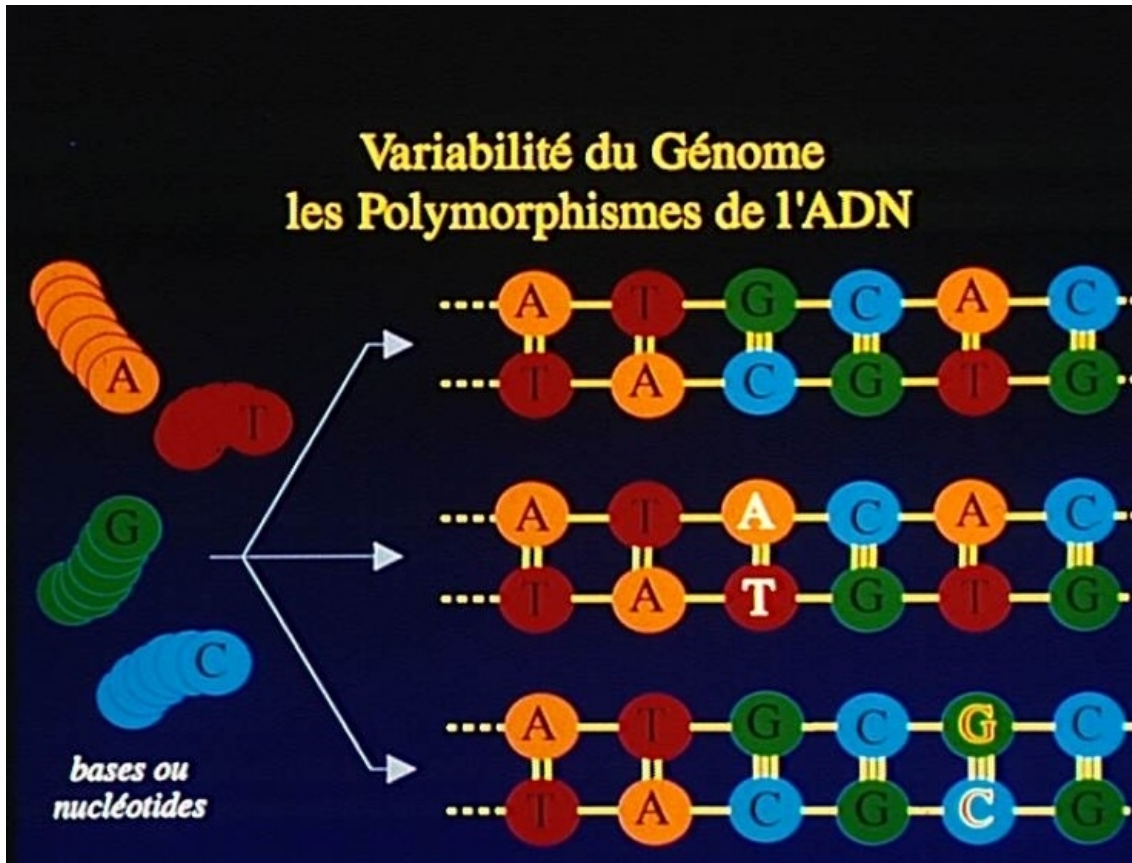 Variabilité du Génome
les Polymorphismes de l'ADN
A
T
G
C
bases ou
nucléotides
A T G C A C
T A C G T G
A T A C A C
T A T G T G
A T G C G C
T A C G C G